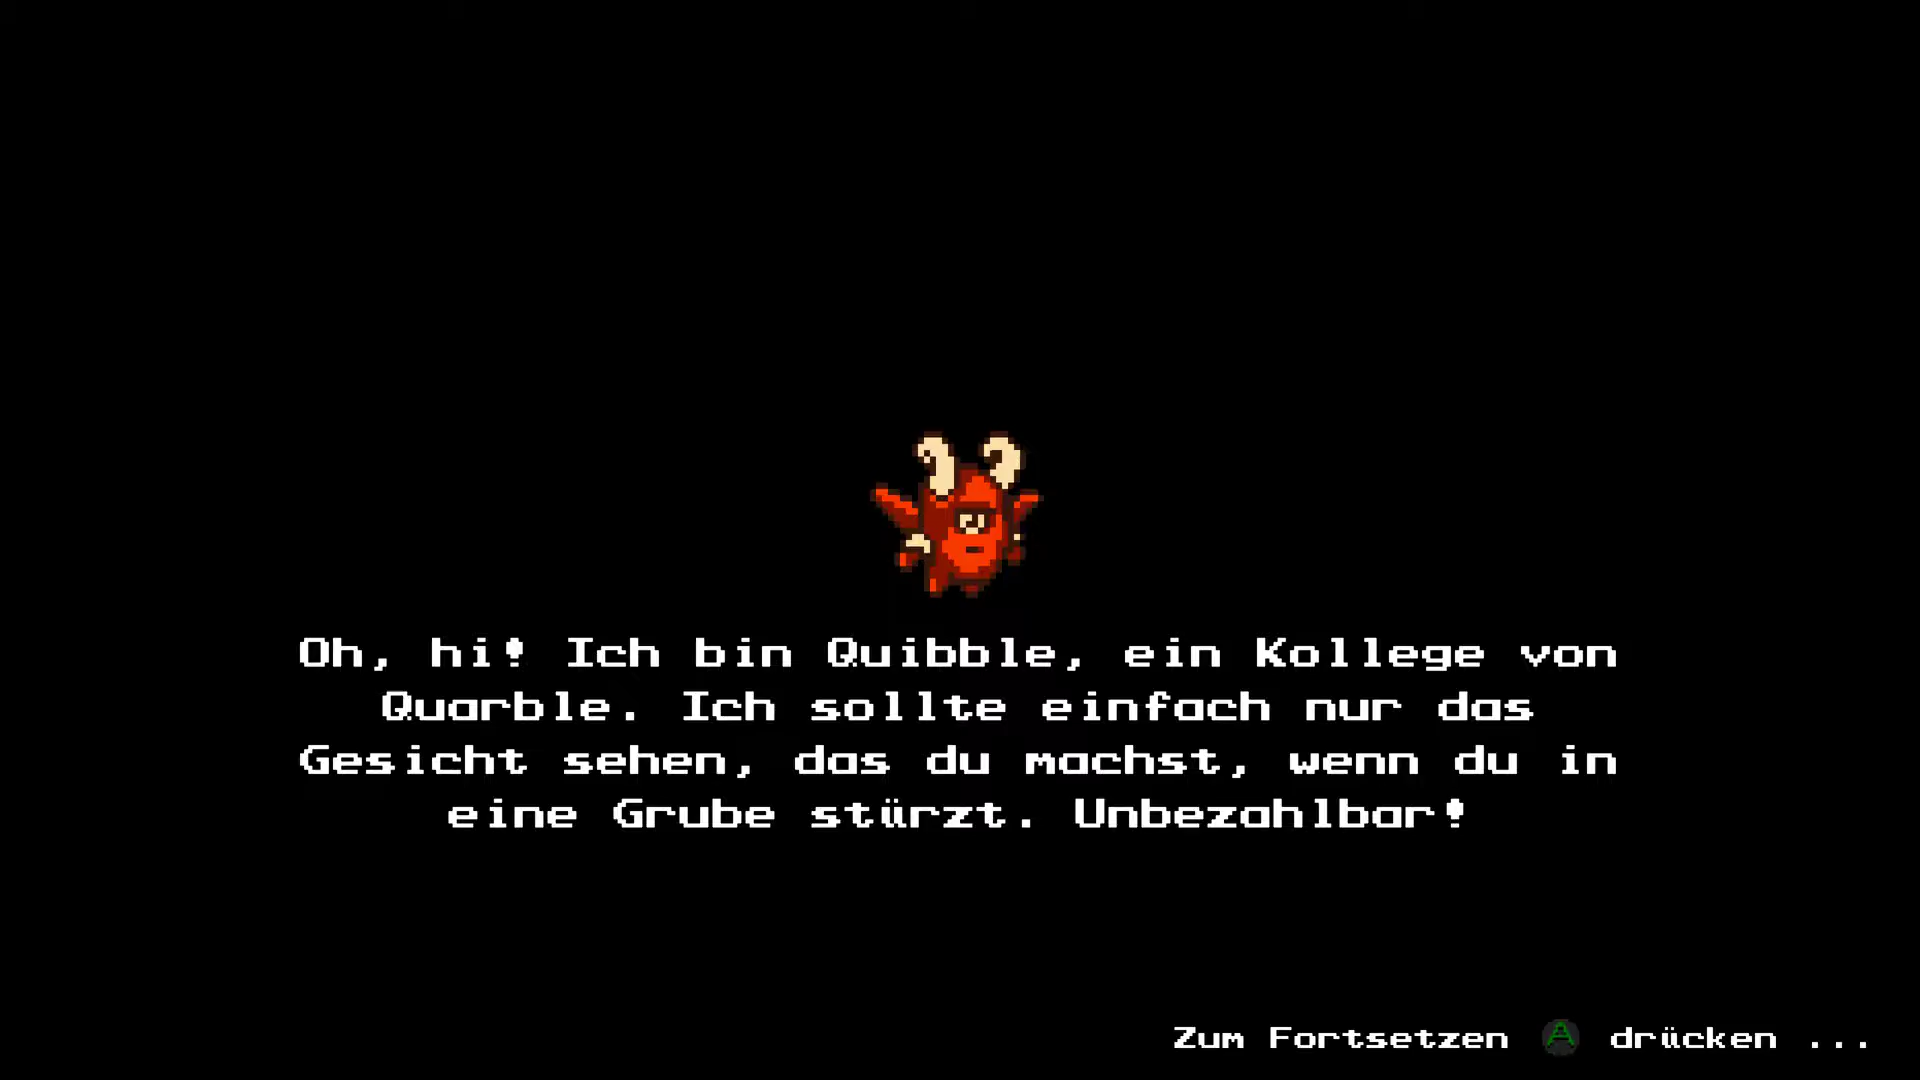 Oh, hi! Ich bin Quibble, ein Kollege von
Quarble. Ich sollte einfach nur das
Gesicht sehen, das du machst, wenn du in
eine Grube stürzt. Unbezahlbar!
Zum Fortsetzen A drücken ...